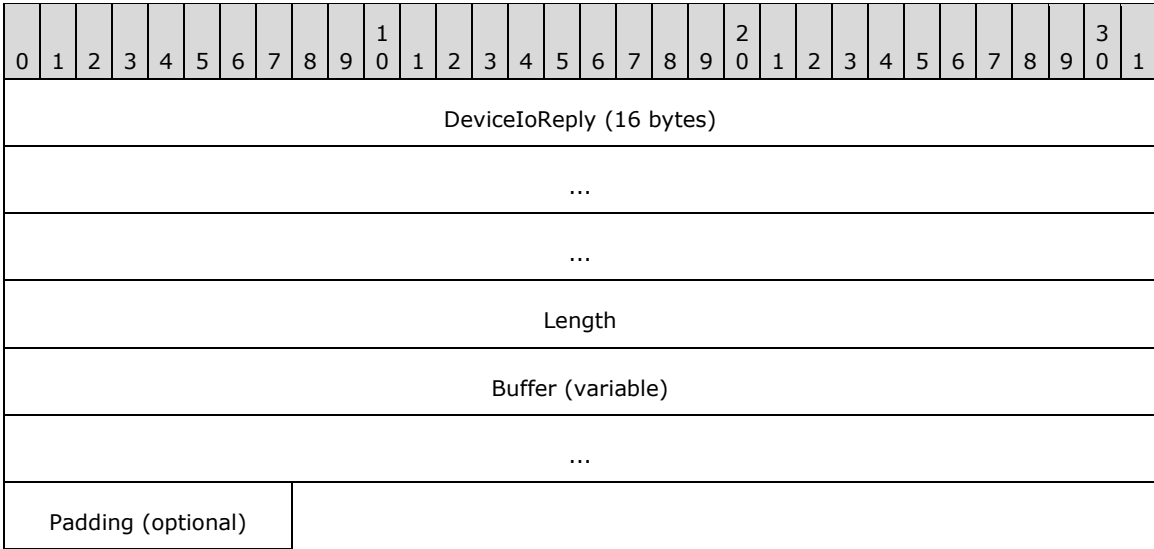 0 1 2 3 4 5 6 7 8 9 1 0 1 2 3 4 5 6 7 8 9 2 0 1 2 3 4 5 6 7 8 9 3 0 1
DeviceIoReply (16 bytes)
...
...
Length
Buffer (variable)
...
Padding (optional)